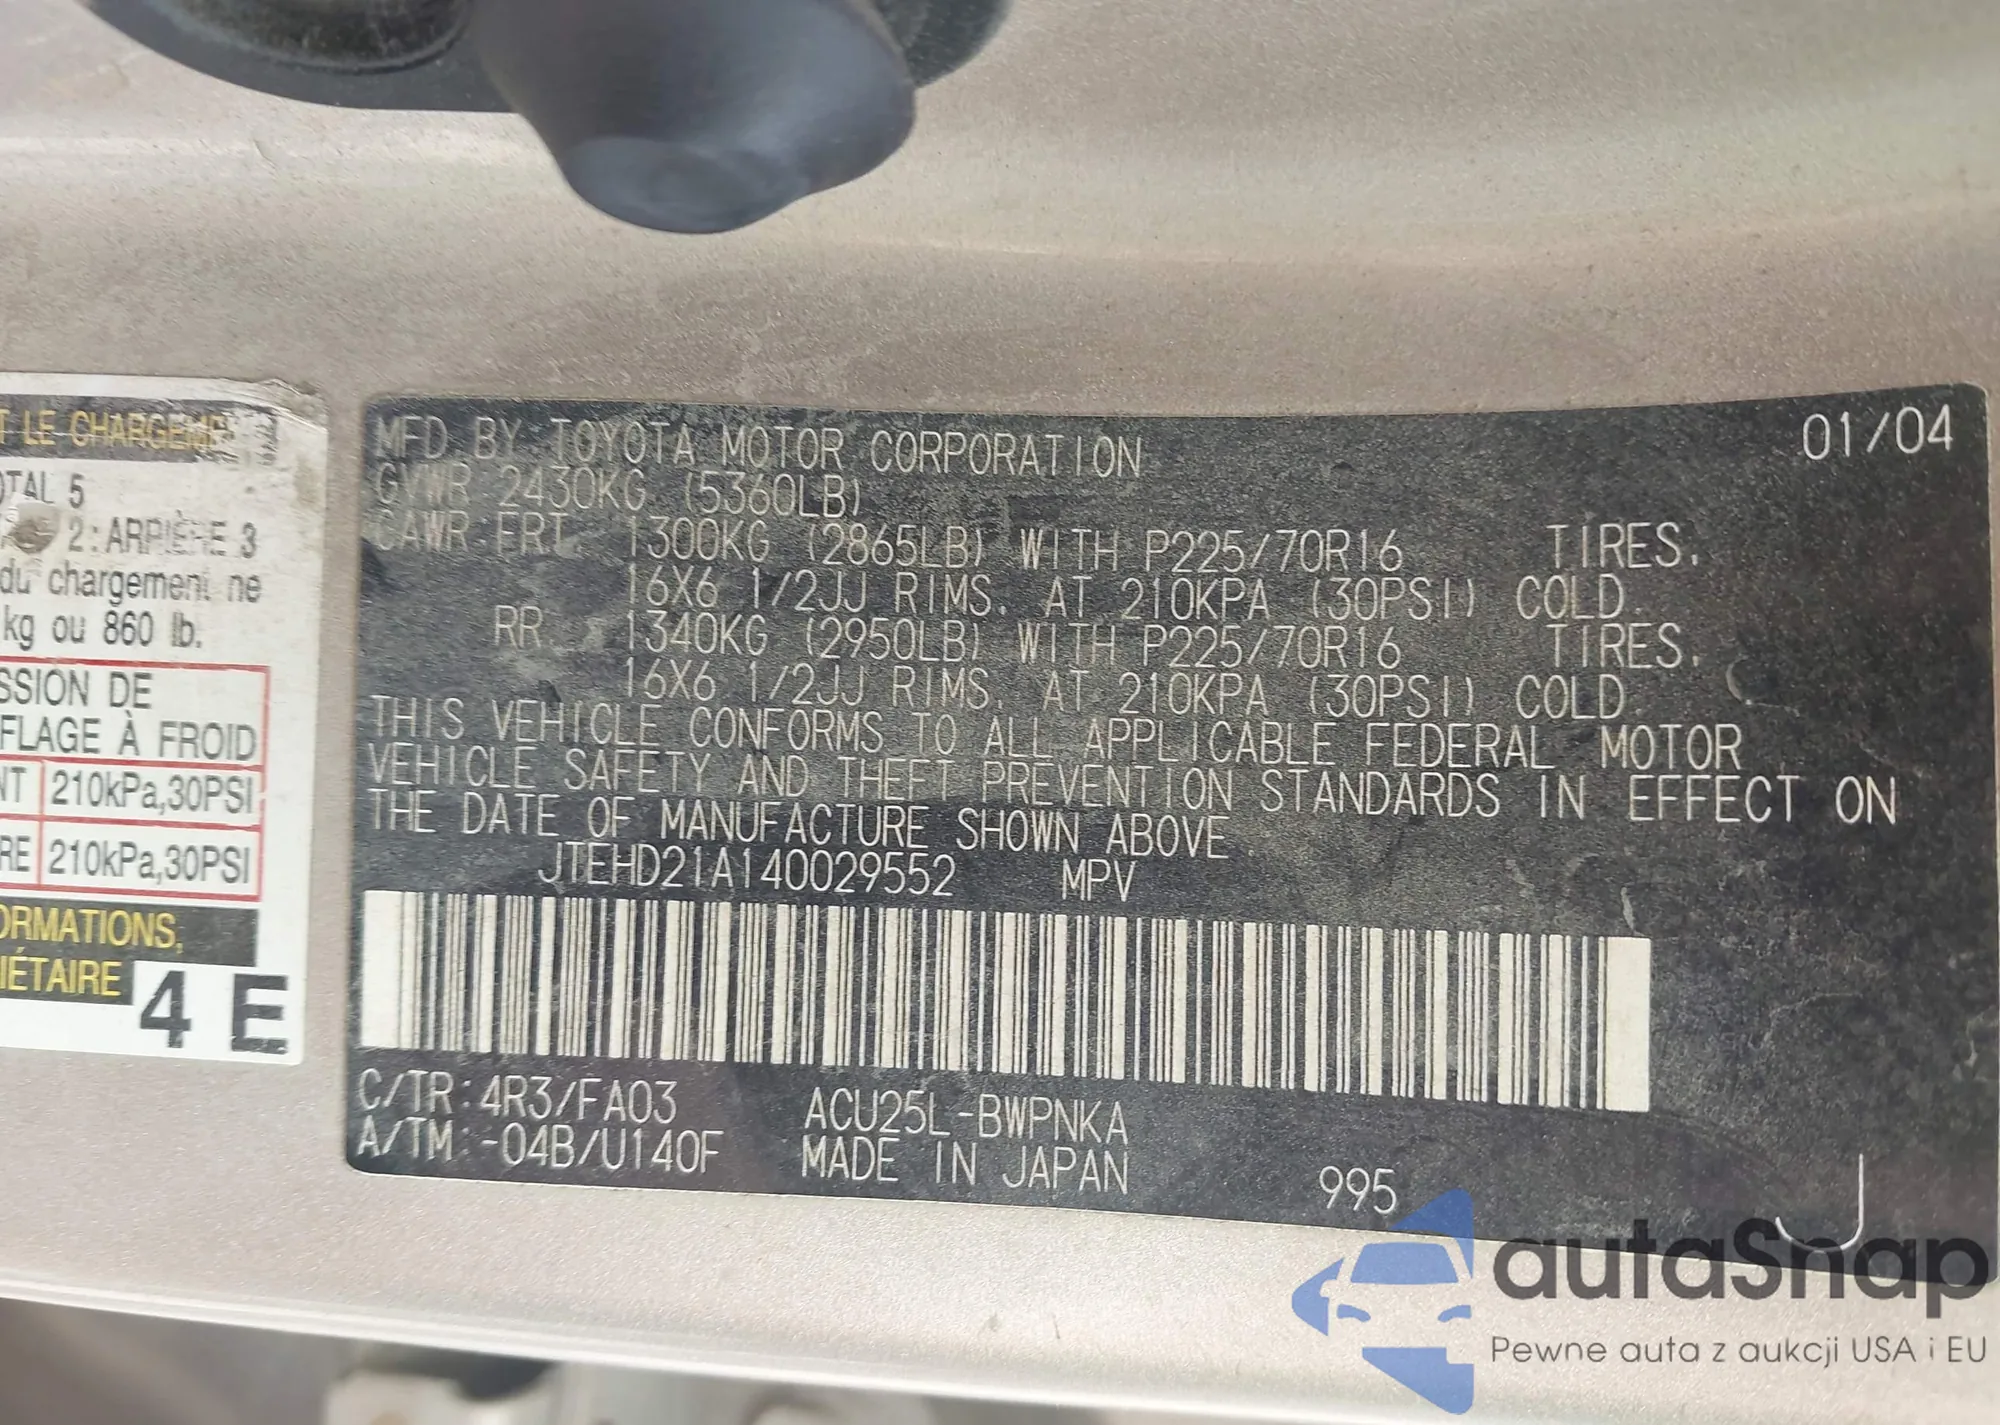 T LE CHARGEM
OTAL 5
2:ARRIÈRE 3
du chargement ne
kg ou 860 lb.
SSION DE
FLAGE À FROID
NT 210kPa,30PSI
RE 210kPa,30PSI
ORMATIONS,
IÉTAIRE
4 E
MFD BY TOYOTA MOTOR CORPORATION 01/04
GVWR 2430KG (5360LB)
GAWR FRT. 1300KG (2865LB) WITH P225/70R16 TIRES.
16X6 1/2JJ RIMS. AT 210KPA (30PSI) COLD.
RR 1340KG (2950LB) WITH P225/70R16 TIRES.
16X6 1/2JJ RIMS. AT 210KPA (30PSI) COLD.
THIS VEHICLE CONFORMS TO ALL APPLICABLE FEDERAL MOTOR
VEHICLE SAFETY AND THEFT PREVENTION STANDARDS IN EFFECT ON
THE DATE OF MANUFACTURE SHOWN ABOVE.
JTEHD21A140029552 MPV
C/TR:4R3/FA03 ACU25L-BWPNKA
A/TM:-04B/U140F MADE IN JAPAN 995 J
autaSnap
Pewne auta z aukcji USA i EU